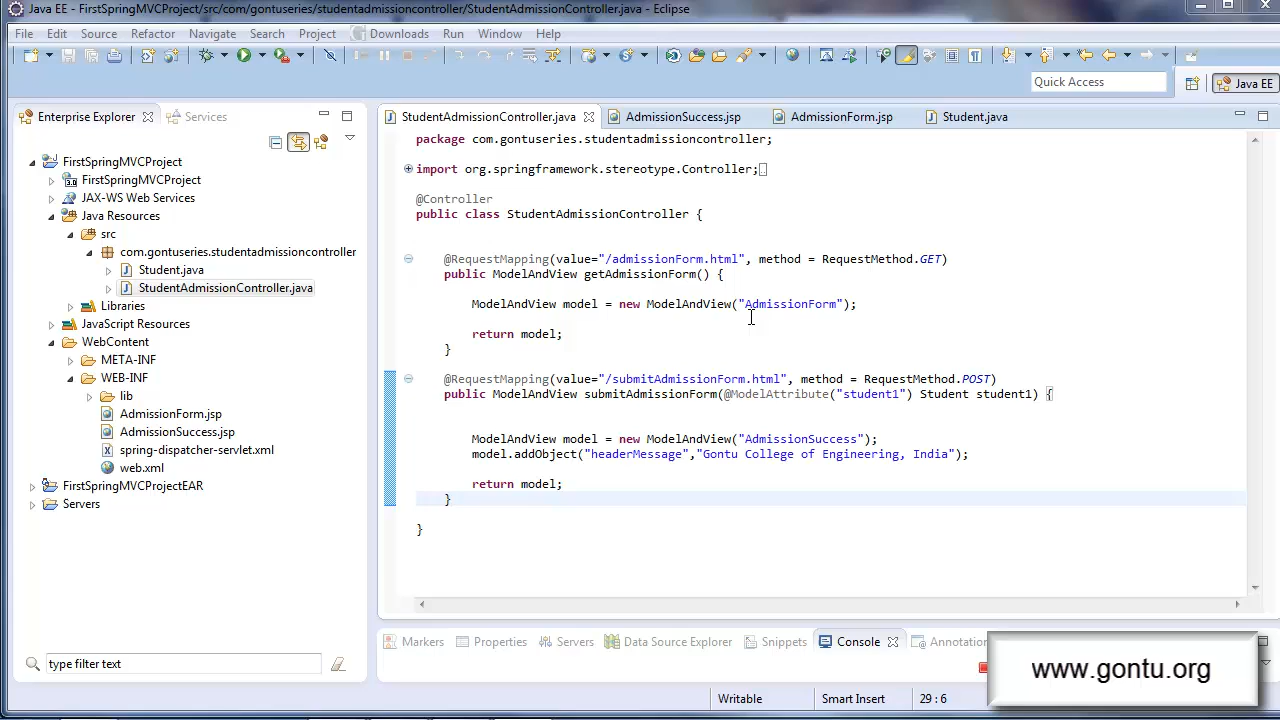 Java EE - FirstSpringMVCProject/src/com/gontuseries/studentadmissioncontroller/StudentAdmissionController.java - Eclipse
File Edit Source Refactor Navigate Search Project Downloads Run Window Help
Quick Access
Java EE
Enterprise Explorer
Services
FirstSpringMVCProject
FirstSpringMVCProject
JAX-WS Web Services
Java Resources
src
com.gontuseries.studentadmissioncontroller
Student.java
StudentAdmissionController.java
Libraries
JavaScript Resources
WebContent
META-INF
WEB-INF
lib
AdmissionForm.jsp
AdmissionSuccess.jsp
spring-dispatcher-servlet.xml
web.xml
FirstSpringMVCProjectEAR
Servers
type filter text
StudentAdmissionController.java AdmissionSuccess.jsp AdmissionForm.jsp Student.java
package com.gontuseries.studentadmissioncontroller;
import org.springframework.stereotype.Controller;
@Controller
public class StudentAdmissionController {
@RequestMapping(value="/admissionForm.html", method = RequestMethod.GET)
public ModelAndView getAdmissionForm() {
ModelAndView model = new ModelAndView("AdmissionForm");
return model;
}
@RequestMapping(value="/submitAdmissionForm.html", method = RequestMethod.POST)
public ModelAndView submitAdmissionForm(@ModelAttribute("student1") Student student1) {
ModelAndView model = new ModelAndView("AdmissionSuccess");
model.addObject("headerMessage","Gontu College of Engineering, India");
return model;
}
}
Markers Properties Servers Data Source Explorer Snippets Console Annotation
www.gontu.org
Writable Smart Insert 29 : 6